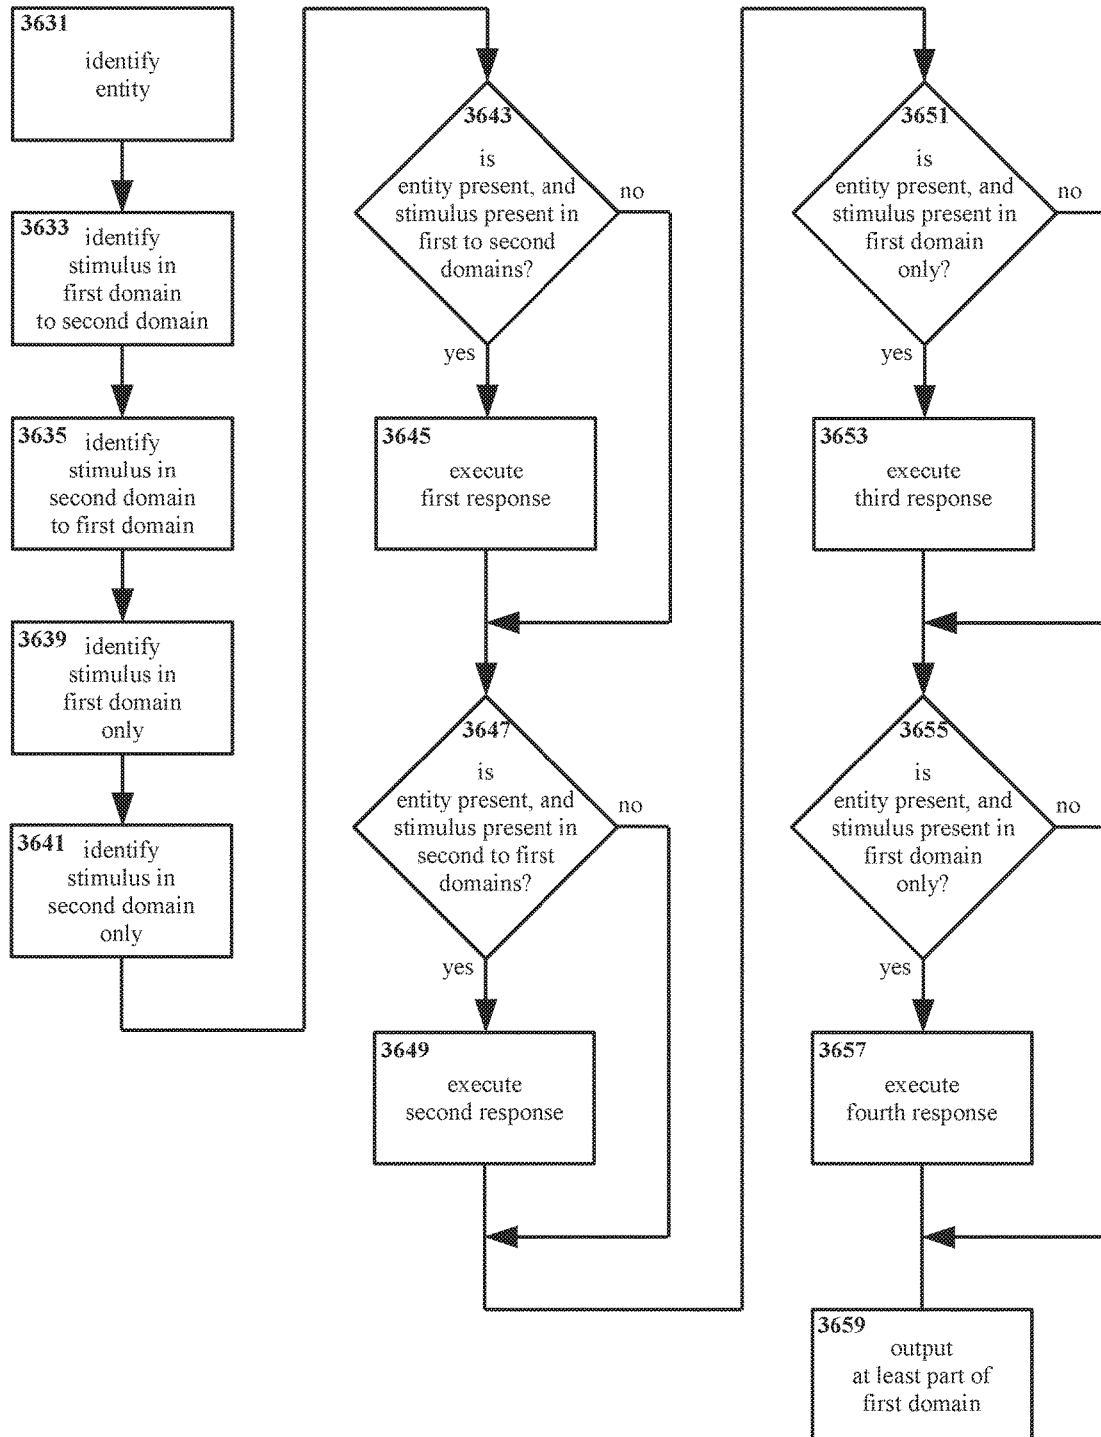 3631
identify
entity
3633 identify
stimulus in
first domain
to second domain
3635 identify
stimulus in
second domain
to first domain
3639 identify
stimulus in
first domain
only
3641 identify
stimulus in
second domain
only
3643
is
entity present, and
stimulus present in
first to second
domains?
no
yes
3645
execute
first response
3647
is
entity present, and
stimulus present in
second to first
domains?
no
yes
3649
execute
second response
3651
is
entity present, and
stimulus present in
first domain
only?
no
yes
3653
execute
third response
3655
is
entity present, and
stimulus present in
first domain
only?
no
yes
3657
execute
fourth response
3659
output
at least part of
first domain